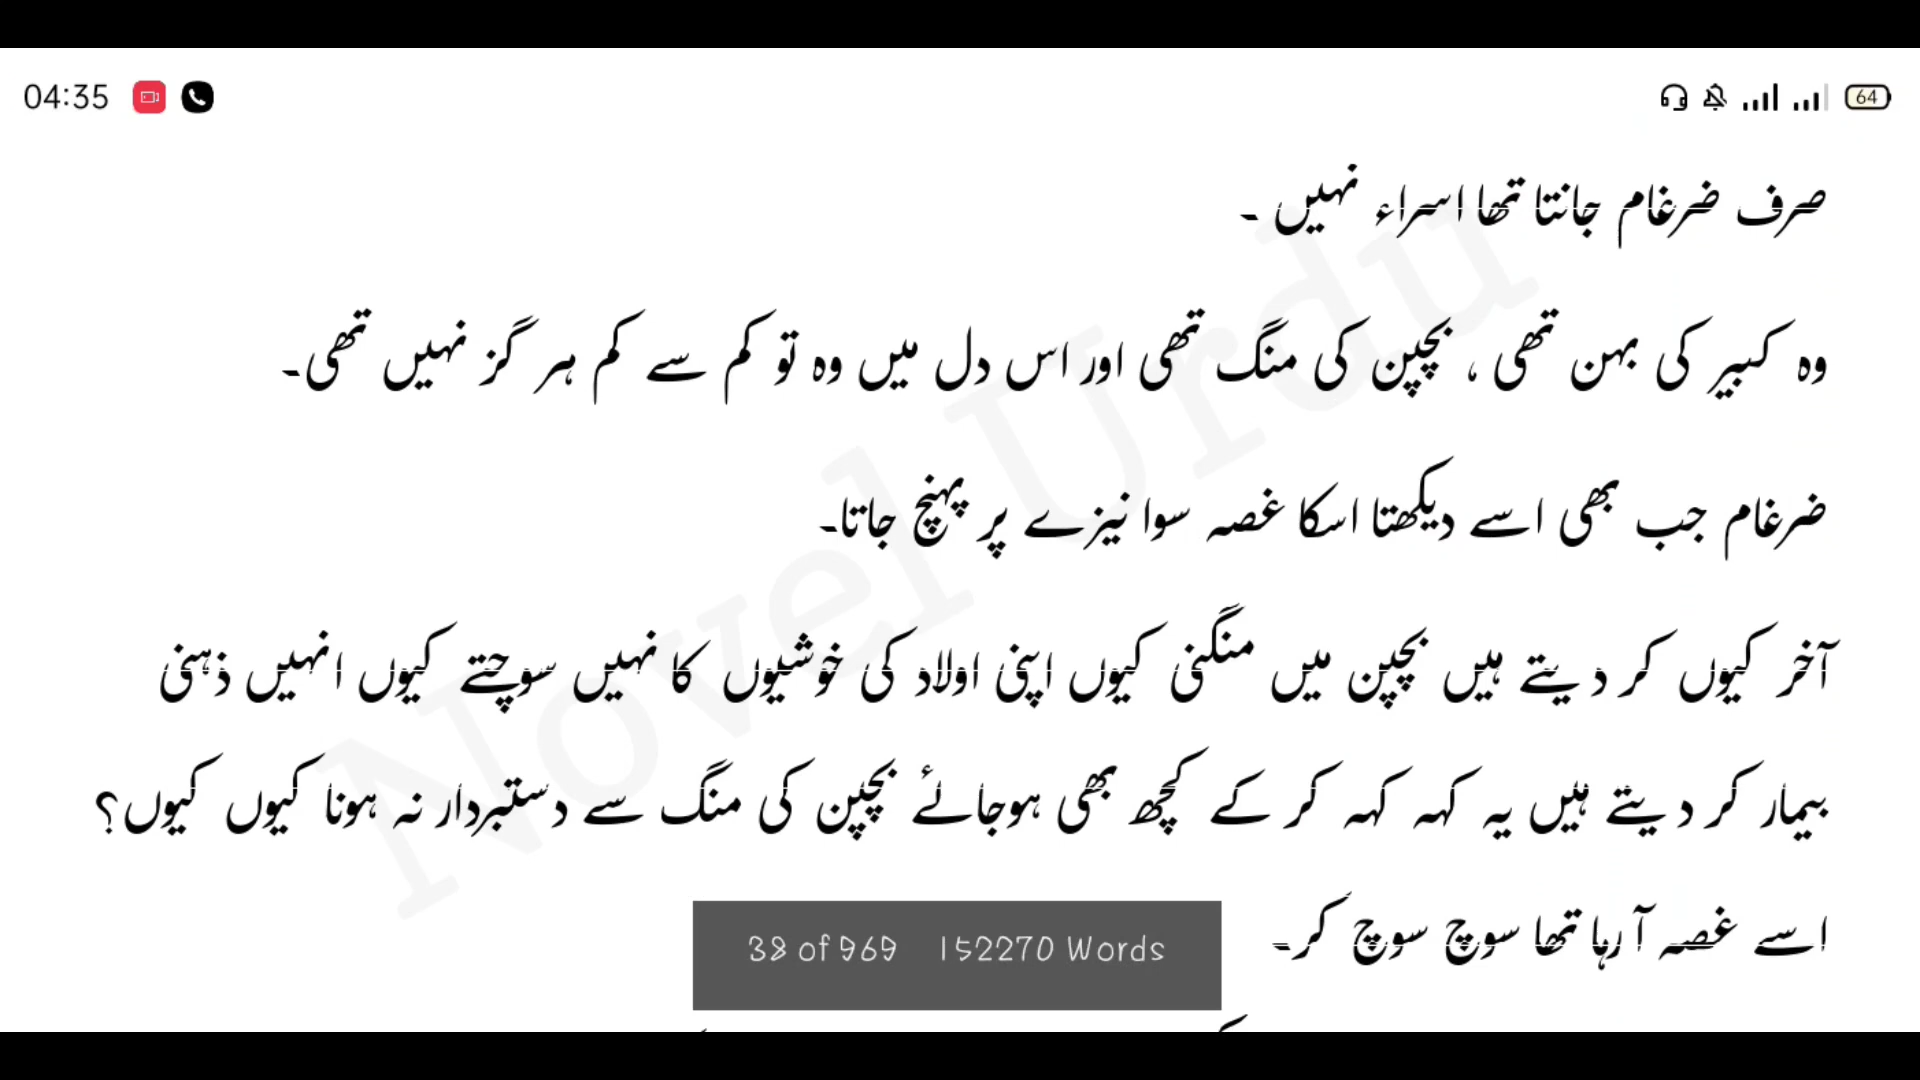 04:35
64
صرف ضرغام جانتا تھا اسراء نہیں ۔
وہ کبیر کی بہن تھی ، بچپن کی منگ تھی اور اس دل میں وہ تو کم سے کم ہر گز نہیں تھی۔
ضرغام جب بھی اسے دیکھتا اسکا غصہ سوا نیزے پر پہنچ جاتا۔
آخر کیوں کر دیتے ہیں بچپن میں منگنی کیوں اپنی اولاد کی خوشیوں کا نہیں سوچتے کیوں انہیں ذہنی
بیمار کر دیتے ہیں یہ کہہ کہہ کر کے کچھ بھی ہوجائے بچپن کی منگ سے دستبردار نہ ہونا کیوں کیوں؟
اسے غصہ آ رہا تھا سوچ سوچ کر۔
38 of 969 152270 Words
Novel Urdu